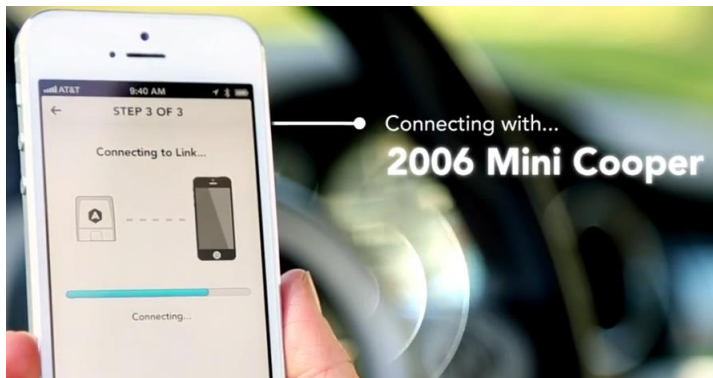 AT&T
9:40 AM
STEP 3 OF 3
Connecting to Link...
Connecting...
Connecting with...
2006 Mini Cooper